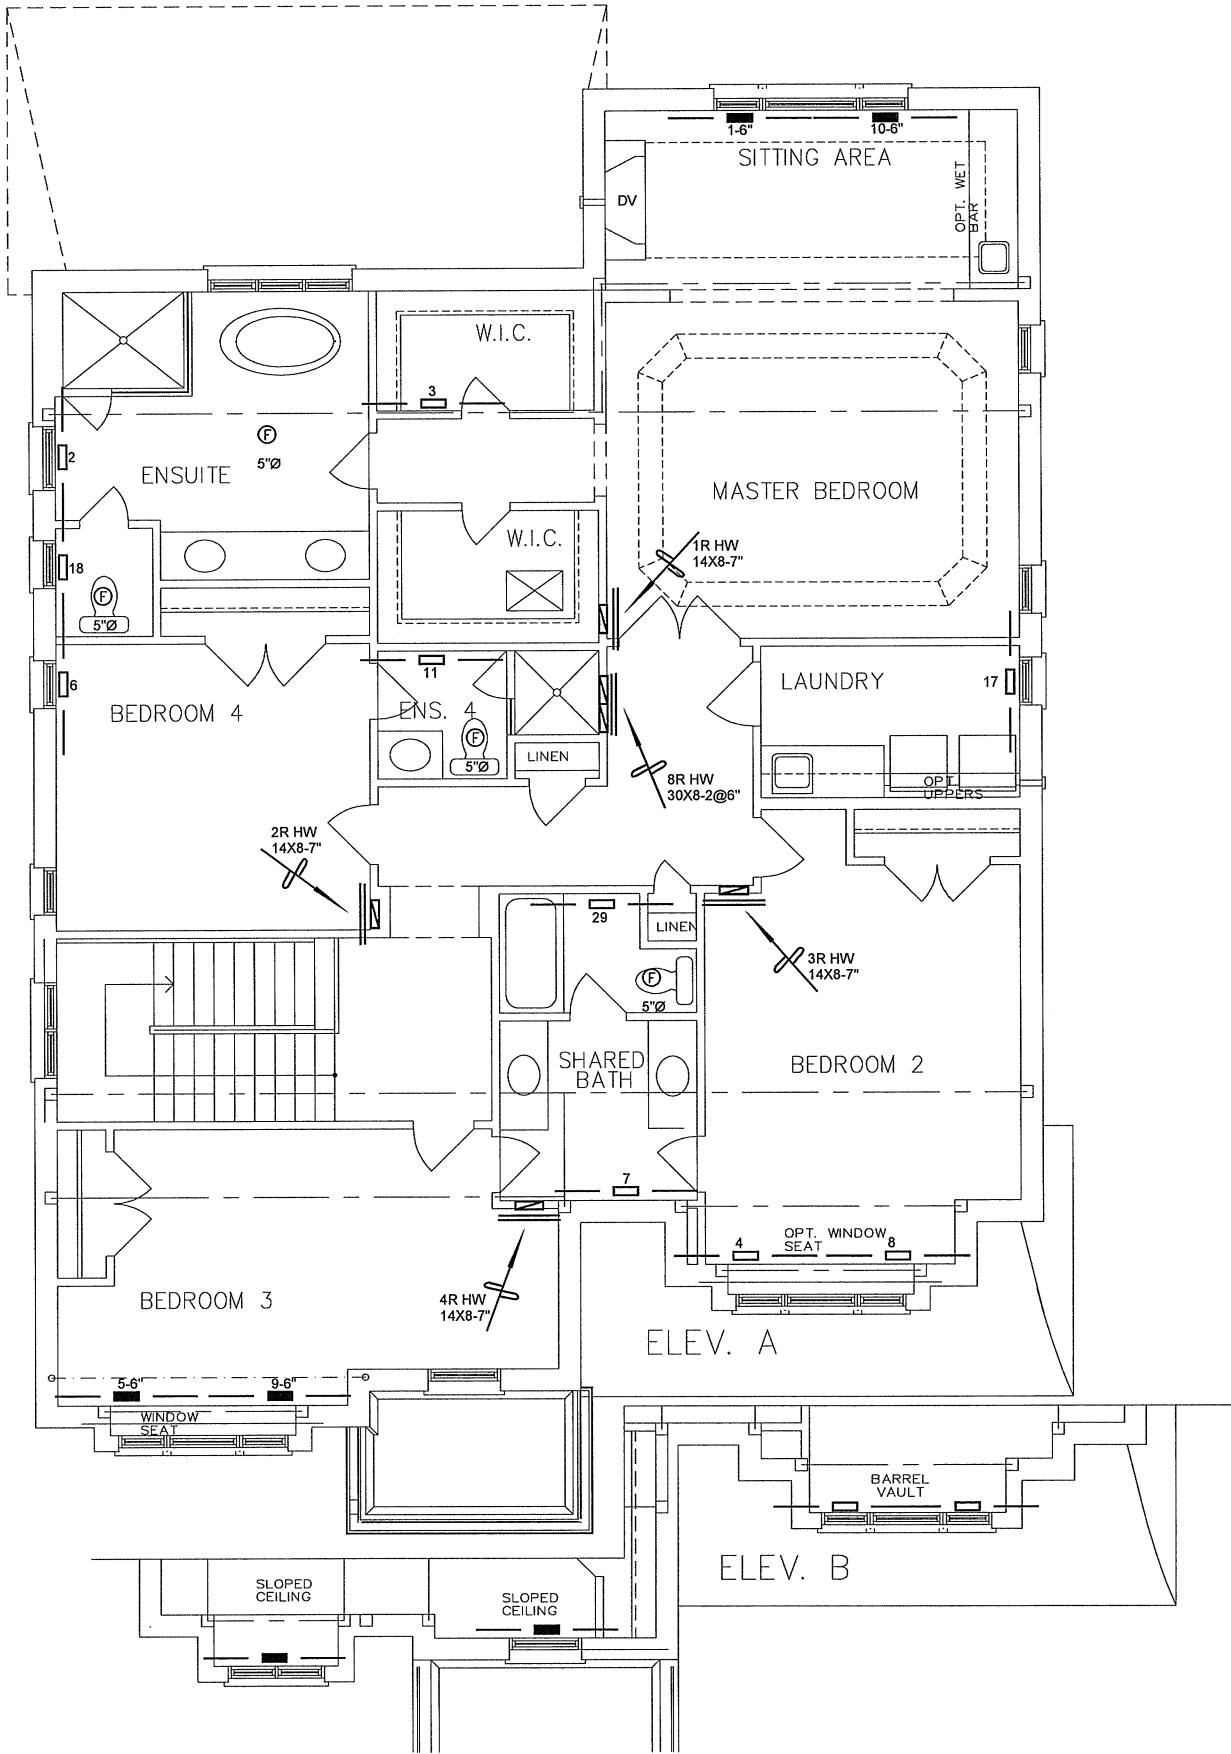 1-6"
10-6"
SITTING AREA
DV
OPT. WET
BAR
W.I.C.
3
F
5"Ø
2
ENSUITE
MASTER BEDROOM
W.I.C.
1R HW
14X8-7"
18
F
5"Ø
11
LAUNDRY
17
6
BEDROOM 4
ENS. 4
F
5"Ø
LINEN
8R HW
30X8-2@6"
OPT.
UPPERS
2R HW
14X8-7"
29
LINEN
3R HW
14X8-7"
F
5"Ø
SHARED
BATH
BEDROOM 2
7
OPT. WINDOW
SEAT
4
8
BEDROOM 3
4R HW
14X8-7"
ELEV. A
5-6"
9-6"
WINDOW
SEAT
BARREL
VAULT
ELEV. B
SLOPED
CEILING
SLOPED
CEILING